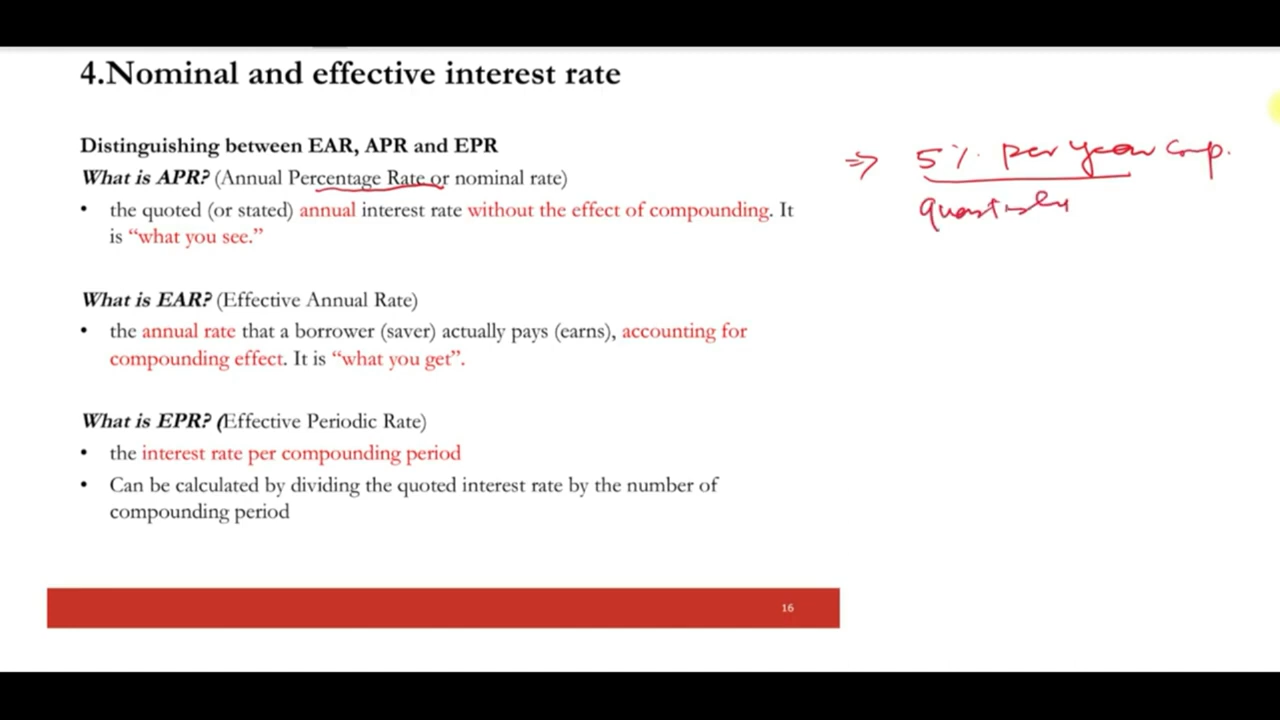 4.Nominal and effective interest rate
Distinguishing between EAR, APR and EPR
What is APR? (Annual Percentage Rate or nominal rate)
• the quoted (or stated) annual interest rate without the effect of compounding. It
is “what you see.”
What is EAR? (Effective Annual Rate)
• the annual rate that a borrower (saver) actually pays (earns), accounting for
compounding effect. It is “what you get”.
What is EPR? (Effective Periodic Rate)
• the interest rate per compounding period
• Can be calculated by dividing the quoted interest rate by the number of
compounding period
16
⇒ 5% per year comp.
quarterly